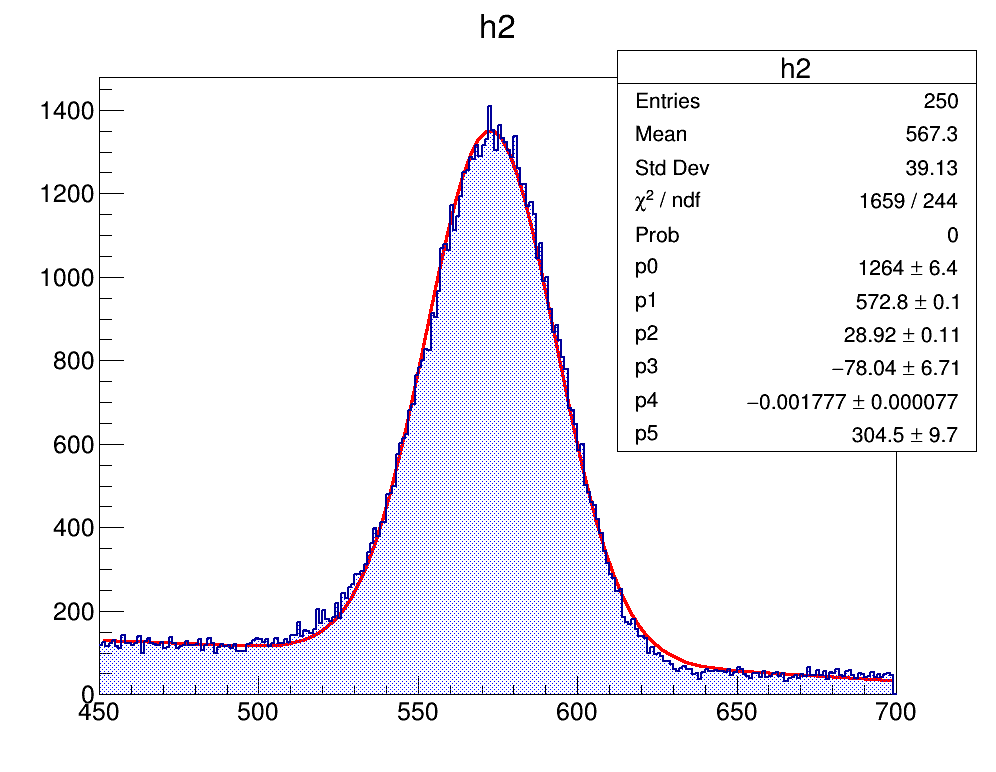 h2
h2
Entries 250
Mean 567.3
Std Dev 39.13
χ² / ndf 1659 / 244
Prob 0
p0 1264 ± 6.4
p1 572.8 ± 0.1
p2 28.92 ± 0.11
p3 −78.04 ± 6.71
p4 −0.001777 ± 0.000077
p5 304.5 ± 9.7
1400
1200
1000
800
600
400
200
0
450 500 550 600 650 700